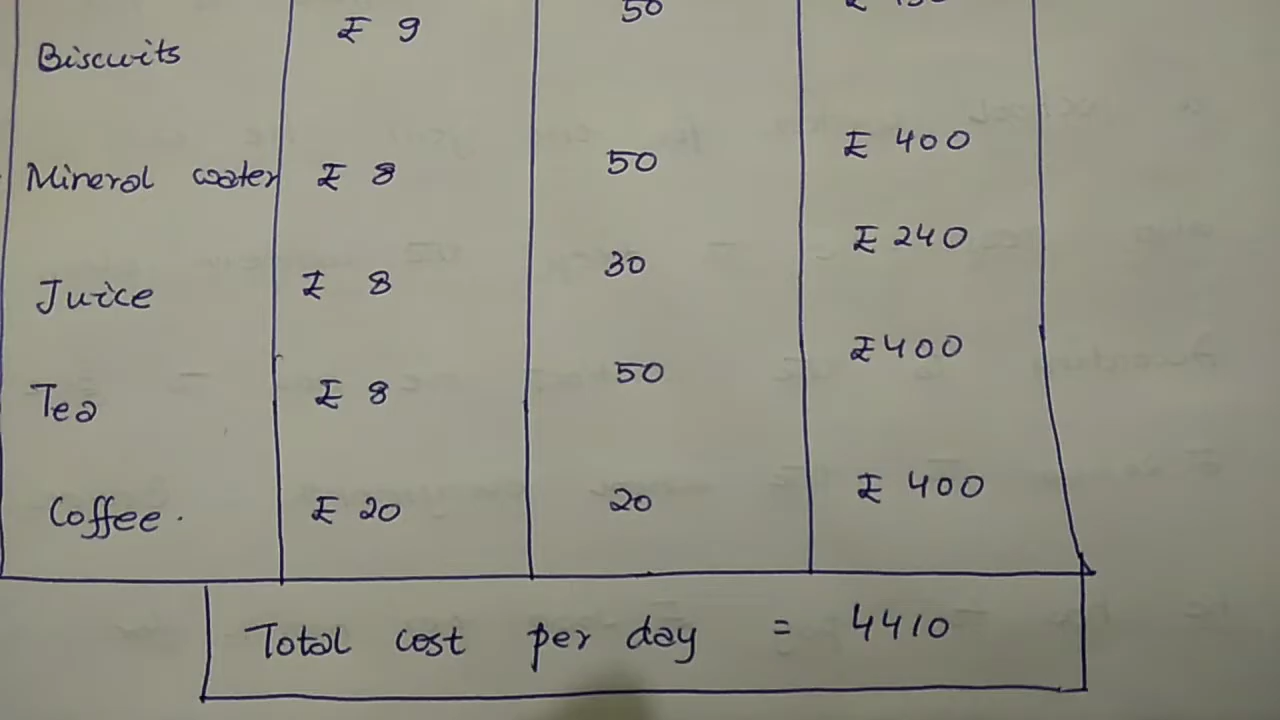 Biscuits ₹ 9 50
Mineral water ₹ 8 50 ₹ 400
Juice ₹ 8 30 ₹ 240
Tea ₹ 8 50 ₹ 400
Coffee. ₹ 20 20 ₹ 400
Total cost per day = 4410